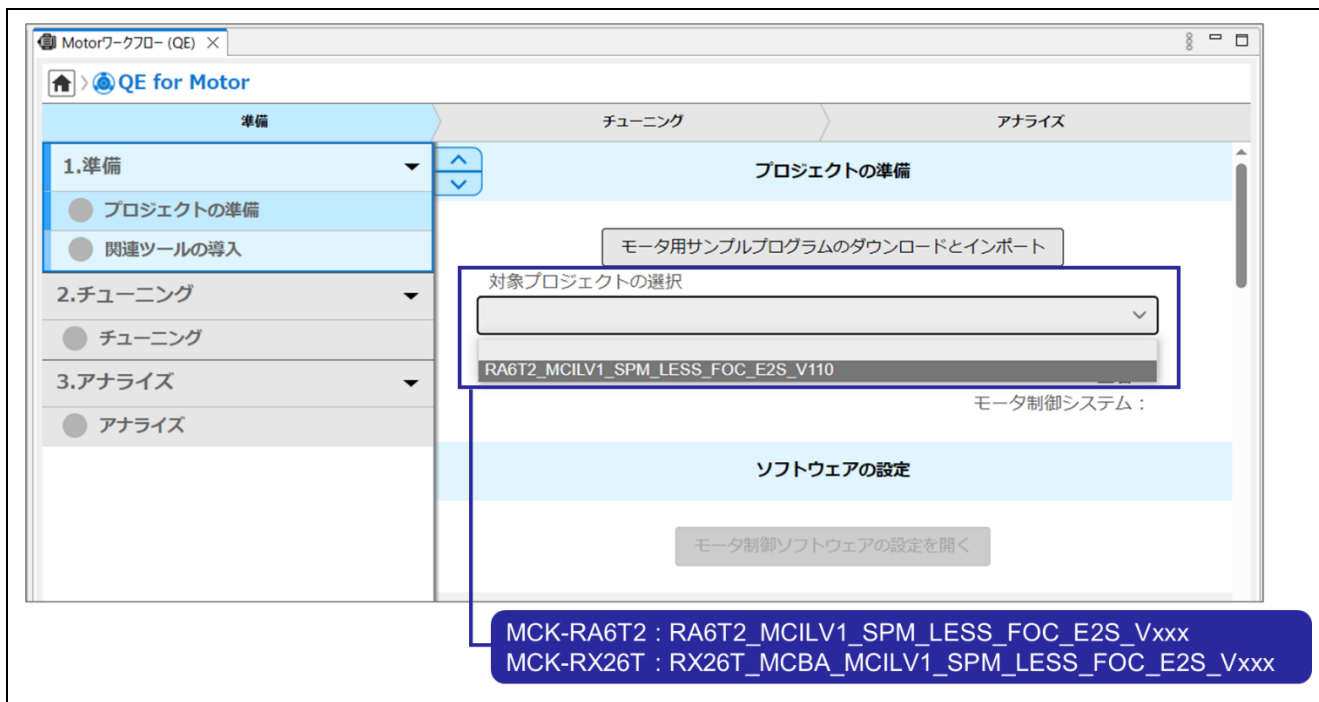 Motorワークフロー (QE)
QE for Motor
準備
チューニング
アナライズ
1.準備
プロジェクトの準備
関連ツールの導入
2.チューニング
チューニング
3.アナライズ
アナライズ
プロジェクトの準備
モータ用サンプルプログラムのダウンロードとインポート
対象プロジェクトの選択
RA6T2_MCILV1_SPM_LESS_FOC_E2S_V110
モータ制御システム :
ソフトウェアの設定
モータ制御ソフトウェアの設定を開く
MCK-RA6T2 : RA6T2_MCILV1_SPM_LESS_FOC_E2S_Vxxx
MCK-RX26T : RX26T_MCBA_MCILV1_SPM_LESS_FOC_E2S_Vxxx